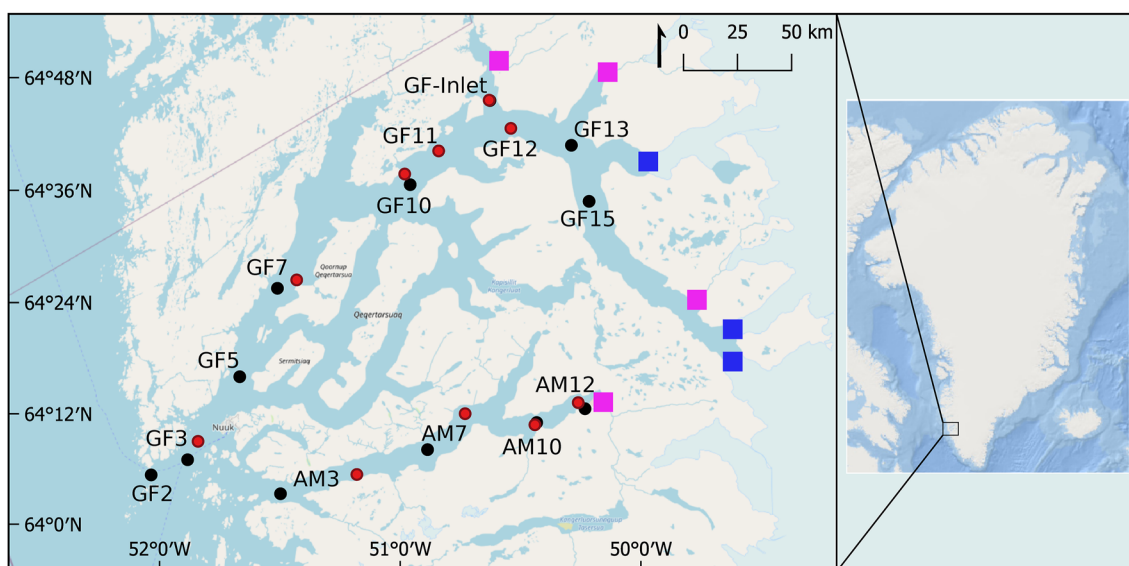 0 25 50 km
64°48′N
GF-Inlet
GF11
GF13
GF12
64°36′N
GF10
GF15
GF7
Qoornup
Qeqertarsua
64°24′N
Kapisillit
Kangersuat
Qeqertarsuaq
Sermitsiaq
GF5
AM12
64°12′N
Nuuk
GF3
AM7
AM10
AM3
GF2
64°0′N
52°0′W 51°0′W 50°0′W